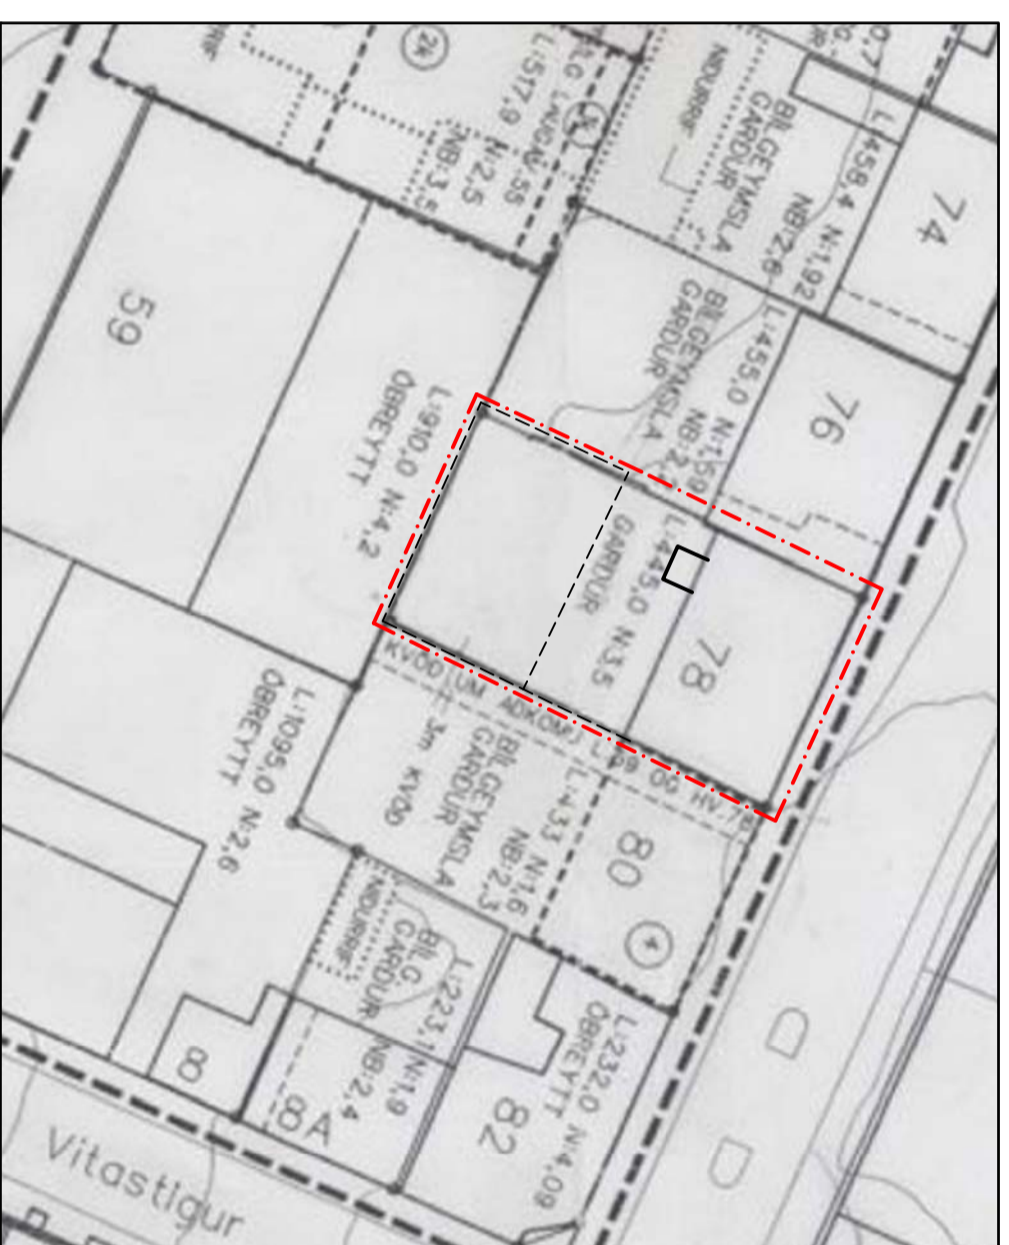 24
L:517,9
N:2,5
NB:3,5
NIÐURRIF
BÍLGEYMSLA
GARÐUR
NB:2,6
L:458,4 N:1,92
74
59
L:910,0 N:4,2
ÓBREYTT
BÍLGEYMSLA
GARÐUR
L:455,0 N:1,59
76
L:445,0 N:3,5
GARÐUR
78
KVÖÐ UM
3m KVÖÐ
L:1095,0 N:2,6
ÓBREYTT
BÍLGEYMSLA
GARÐUR
L:433 N:1,6
NB:2,3
80
NIÐURRIF
BÍLG.
GARÐUR
L:223,1 N:1,9
NB:2,4
8
8A
L:232,0 N:4,09
ÓBREYTT
82
Vitastígur